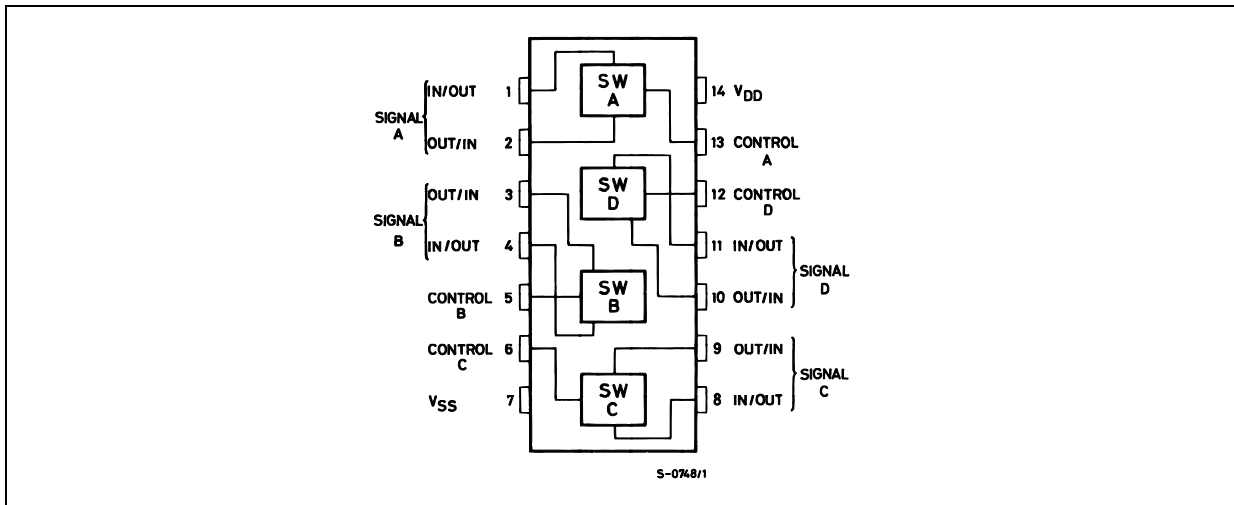 IN/OUT 1
SIGNAL
A
OUT/IN 2
OUT/IN 3
SIGNAL
B
IN/OUT 4
CONTROL 5
B
CONTROL 6
C
VSS 7
SW
A
SW
D
SW
B
SW
C
14 VDD
13 CONTROL
A
12 CONTROL
D
11 IN/OUT
SIGNAL
D
10 OUT/IN
9 OUT/IN
SIGNAL
C
8 IN/OUT
S-0748/1